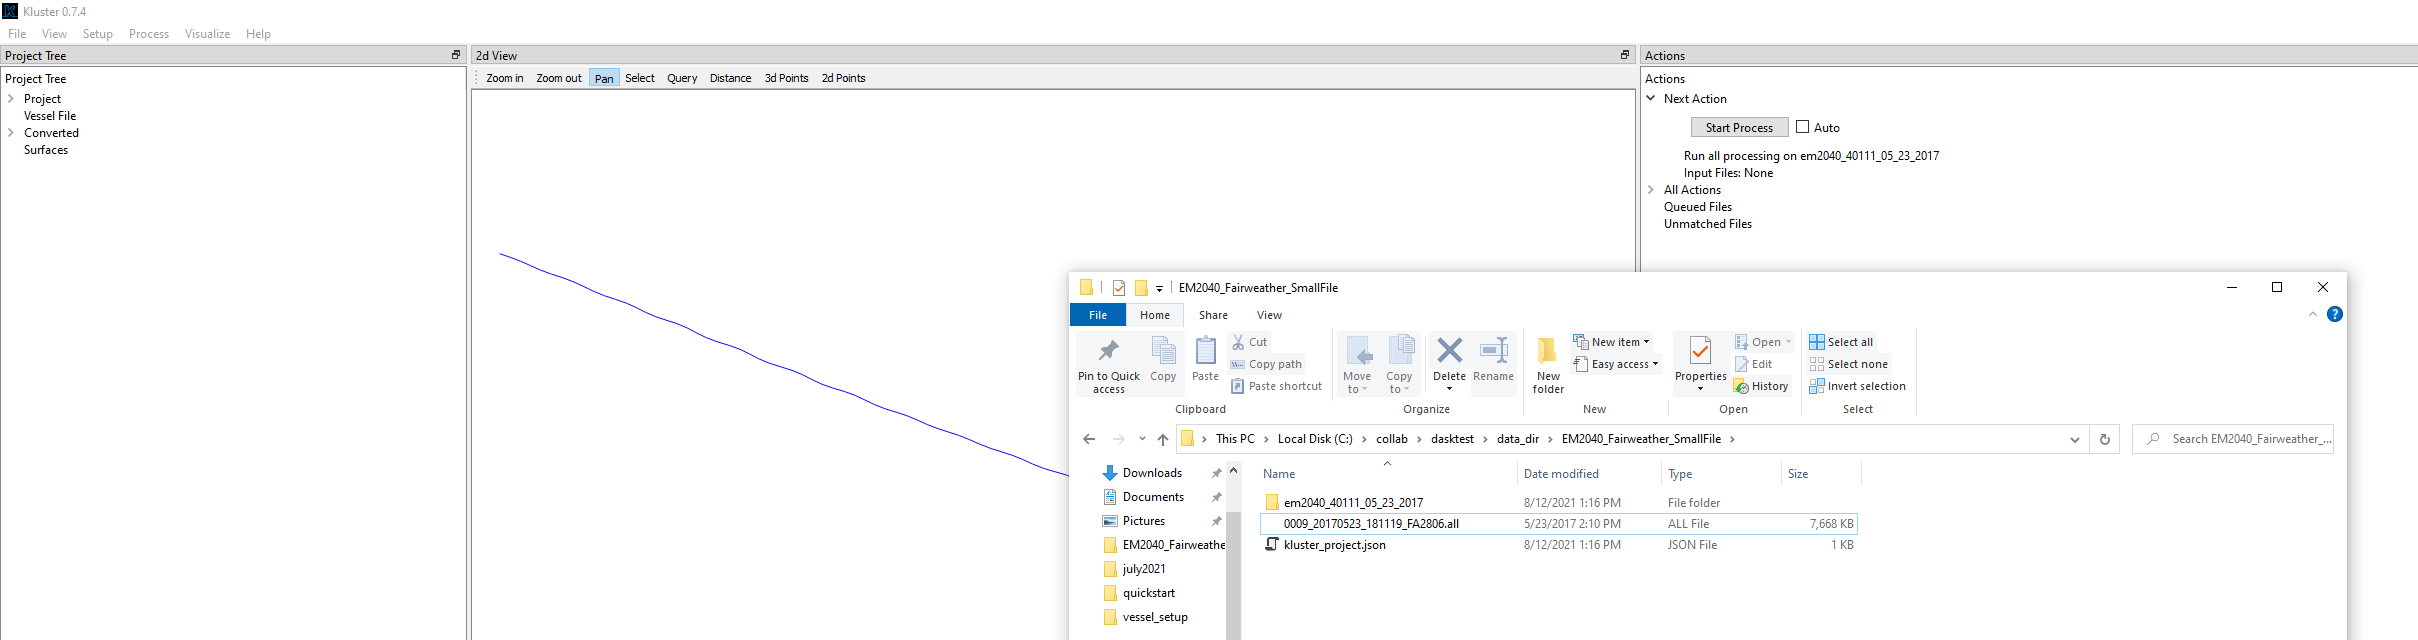 Kluster 0.7.4
File View Setup Process Visualize Help
Project Tree
Project Tree
Project
Vessel File
Converted
Surfaces
2d View
Zoom in Zoom out Pan Select Query Distance 3d Points 2d Points
Actions
Actions
Next Action
Start Process Auto
Run all processing on em2040_40111_05_23_2017
Input Files: None
All Actions
Queued Files
Unmatched Files
EM2040_Fairweather_SmallFile
File Home Share View
Pin to Quick access
Copy
Paste
Cut
Copy path
Paste shortcut
Clipboard
Move to
Copy to
Delete
Rename
Organize
New folder
New item
Easy access
New
Properties
Open
Edit
History
Open
Select all
Select none
Invert selection
Select
This PC > Local Disk (C:) > collab > dasktest > data_dir > EM2040_Fairweather_SmallFile >
Search EM2040_Fairweather_...
Downloads
Documents
Pictures
EM2040_Fairweathe
july2021
quickstart
vessel_setup
Name Date modified Type Size
em2040_40111_05_23_2017 8/12/2021 1:16 PM File folder
0009_20170523_181119_FA2806.all 5/23/2017 2:10 PM ALL File 7,668 KB
kluster_project.json 8/12/2021 1:16 PM JSON File 1 KB